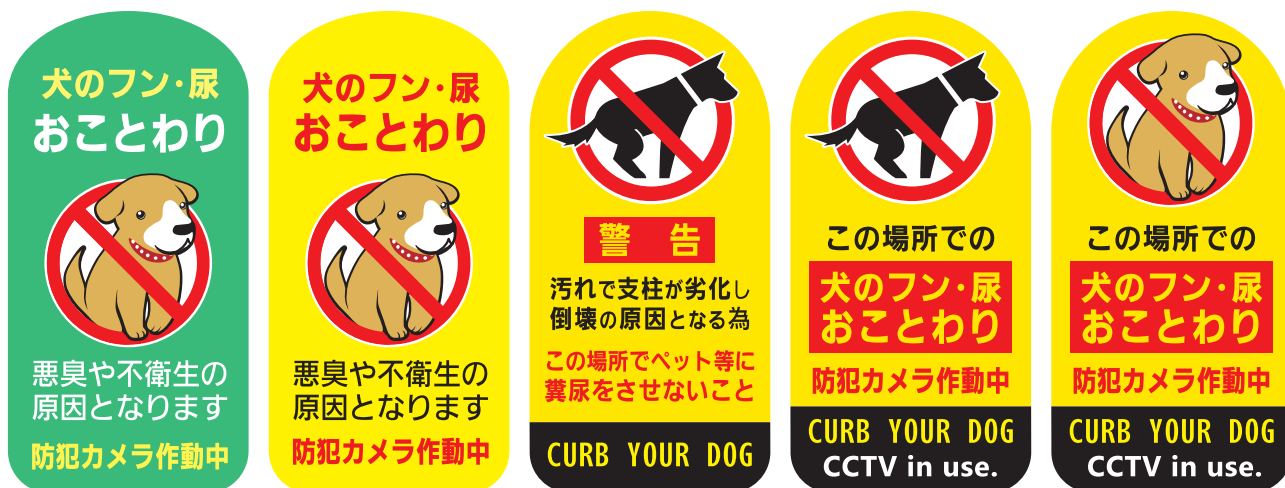 犬のフン・尿
おことわり
悪臭や不衛生の
原因となります
防犯カメラ作動中
犬のフン・尿
おことわり
悪臭や不衛生の
原因となります
防犯カメラ作動中
警 告
汚れで支柱が劣化し
倒壊の原因となる為
この場所でペット等に
糞尿をさせないこと
CURB YOUR DOG
この場所での
犬のフン・尿
おことわり
防犯カメラ作動中
CURB YOUR DOG
CCTV in use.
この場所での
犬のフン・尿
おことわり
防犯カメラ作動中
CURB YOUR DOG
CCTV in use.